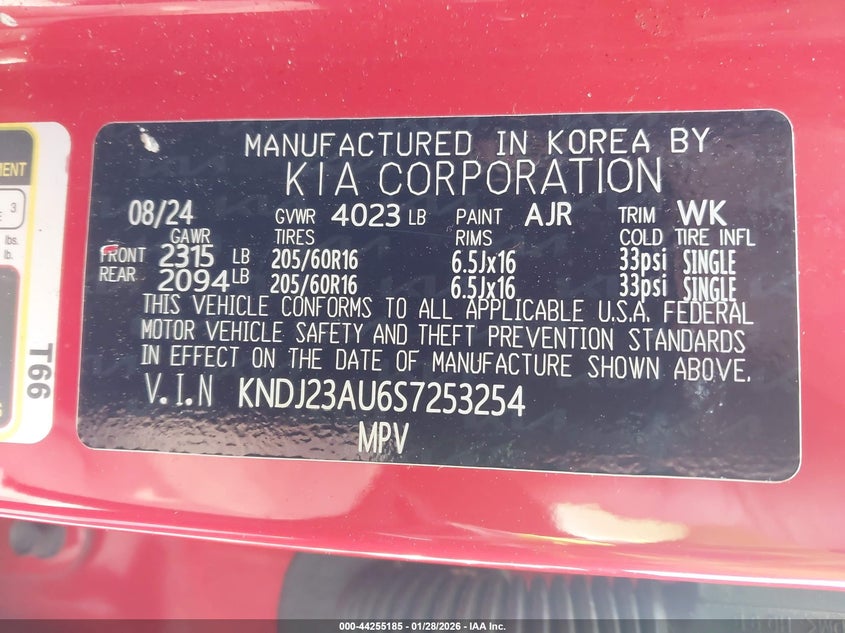 MANUFACTURED IN KOREA BY
KIA CORPORATION
08/24 GVWR 4023 LB PAINT AJR TRIM WK
GAWR TIRES RIMS COLD TIRE INFL
FRONT 2315 LB 205/60R16 6.5Jx16 33psi SINGLE
REAR 2094 LB 205/60R16 6.5Jx16 33psi SINGLE
THIS VEHICLE CONFORMS TO ALL APPLICABLE U.S.A. FEDERAL
MOTOR VEHICLE SAFETY AND THEFT PREVENTION STANDARDS
IN EFFECT ON THE DATE OF MANUFACTURE SHOWN ABOVE.
V.I.N KNDJ23AU6S7253254
MPV
3
lbs.
lb.
T66
000-44255185 - 01/28/2026 - IAA Inc.